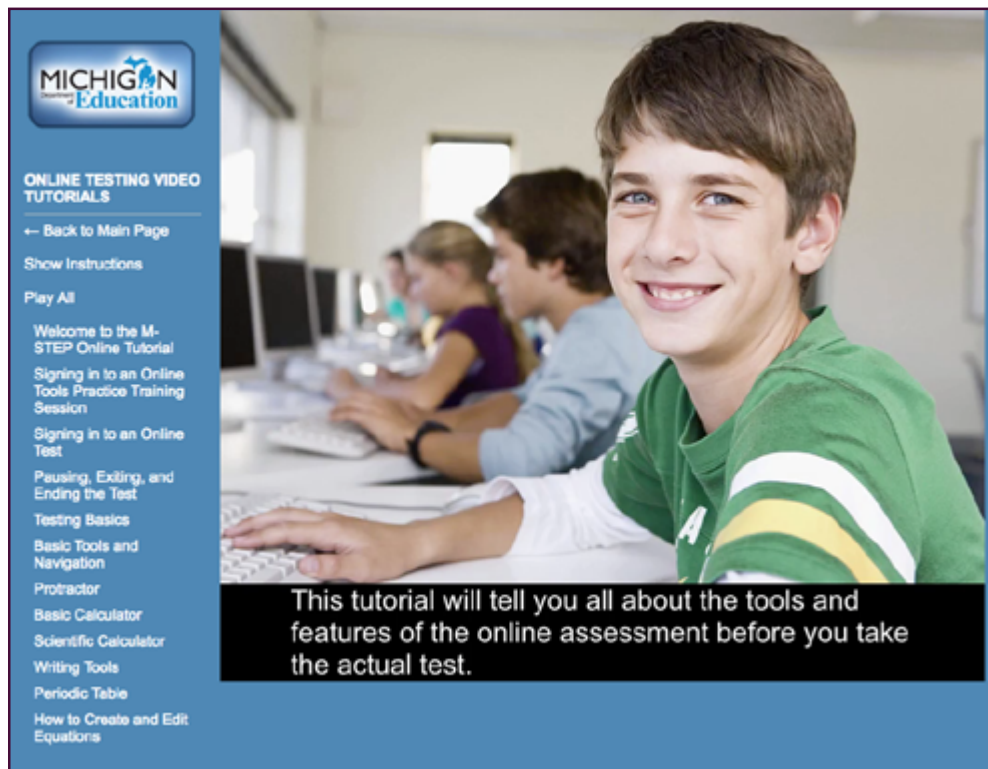 MICHIGAN
Department
of Education
ONLINE TESTING VIDEO
TUTORIALS
← Back to Main Page
Show Instructions
Play All
Welcome to the M-
STEP Online Tutorial
Signing in to an Online
Tools Practice Training
Session
Signing in to an Online
Test
Pausing, Exiting, and
Ending the Test
Testing Basics
Basic Tools and
Navigation
Protractor
Basic Calculator
Scientific Calculator
Writing Tools
Periodic Table
How to Create and Edit
Equations
This tutorial will tell you all about the tools and
features of the online assessment before you take
the actual test.